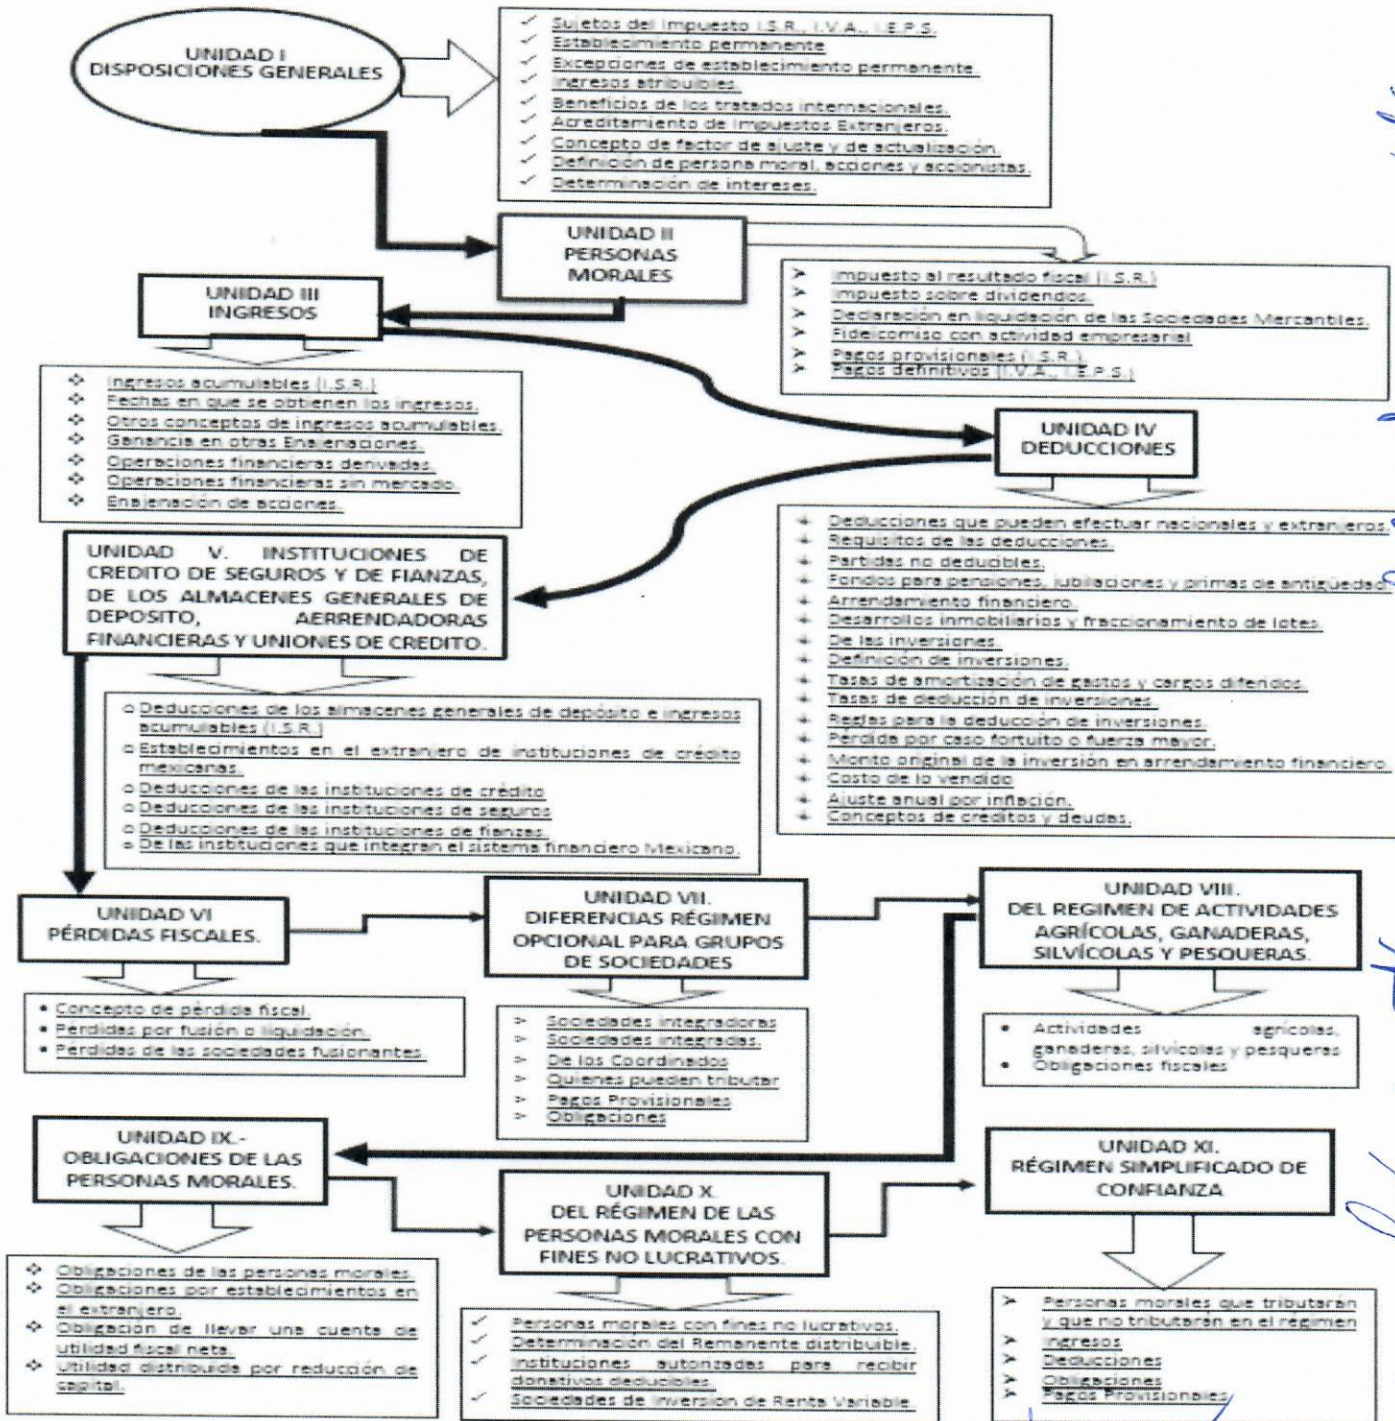 UNIDAD I
DISPOSICIONES GENERALES
Sujetos del Impuesto I.S.R., I.V.A., I.E.P.S.
Establecimiento permanente
Excepciones de establecimiento permanente.
Ingresos atribuibles.
Beneficios de los tratados internacionales.
Acreditamiento de Impuestos Extranjeros.
Concepto de factor de ajuste y de actualización.
Definición de persona moral, acciones y accionistas.
Determinación de intereses.
UNIDAD II
PERSONAS
MORALES
Impuesto al resultado fiscal (I.S.R.)
Impuesto sobre dividendos.
Declaración en liquidación de las Sociedades Mercantiles.
Fideicomiso con actividad empresarial
Pagos provisionales (I.S.R.).
Pagos definitivos (I.V.A., I.E.P.S.)
UNIDAD III
INGRESOS
Ingresos acumulables (I.S.R.)
Fechas en que se obtienen los ingresos.
Otros conceptos de ingresos acumulables.
Ganancia en otras Enajenaciones.
Operaciones financieras derivadas.
Operaciones financieras sin mercado.
Enajenación de acciones.
UNIDAD IV
DEDUCCIONES
Deducciones que pueden efectuar nacionales y extranjeros.
Requisitos de las deducciones.
Partidas no deducibles.
Fondos para pensiones, jubilaciones y primas de antigüedad.
Arrendamiento financiero.
Desarrollos inmobiliarios y fraccionamiento de lotes.
De las inversiones.
Definición de inversiones.
Tasas de amortización de gastos y cargos diferidos.
Tasas de deducción de inversiones.
Reglas para la deducción de inversiones.
Pérdida por caso fortuito o fuerza mayor.
Monto original de la inversión en arrendamiento financiero.
Costo de lo vendido
Ajuste anual por inflación.
Conceptos de créditos y deudas.
UNIDAD V. INSTITUCIONES DE
CREDITO DE SEGUROS Y DE FIANZAS,
DE LOS ALMACENES GENERALES DE
DEPOSITO, AERRENDADORAS
FINANCIERAS Y UNIONES DE CREDITO.
Deducciones de los almacenes generales de depósito e ingresos
acumulables (I.S.R.)
Establecimientos en el extranjero de instituciones de crédito
mexicanas.
Deducciones de las instituciones de crédito
Deducciones de las instituciones de seguros
Deducciones de las instituciones de fianzas.
De las instituciones que integran el sistema financiero Mexicano.
UNIDAD VI
PÉRDIDAS FISCALES.
Concepto de pérdida fiscal.
Pérdidas por fusión o liquidación.
Pérdidas de las sociedades fusionantes
UNIDAD VII.
DIFERENCIAS RÉGIMEN
OPCIONAL PARA GRUPOS
DE SOCIEDADES
Sociedades integradoras
Sociedades integradas.
De los Coordinados
Quienes pueden tributar
Pagos Provisionales
Obligaciones
UNIDAD VIII.
DEL REGIMEN DE ACTIVIDADES
AGRÍCOLAS, GANADERAS,
SILVÍCOLAS Y PESQUERAS.
Actividades agrícolas,
ganaderas, silvícolas y pesqueras
Obligaciones fiscales
UNIDAD IX.-
OBLIGACIONES DE LAS
PERSONAS MORALES.
Obligaciones de las personas morales.
Obligaciones por establecimientos en
el extranjero.
Obligación de llevar una cuenta de
utilidad fiscal neta.
Utilidad distribuida por reducción de
capital.
UNIDAD X.
DEL RÉGIMEN DE LAS
PERSONAS MORALES CON
FINES NO LUCRATIVOS.
Personas morales con fines no lucrativos.
Determinación del Remanente distribuible.
Instituciones autorizadas para recibir
donativos deducibles.
Sociedades de Inversión de Renta Variable.
UNIDAD XI.
RÉGIMEN SIMPLIFICADO DE
CONFIANZA
Personas morales que tributarán
y que no tributarán en el régimen
Ingresos
Deducciones
Obligaciones
Pagos Provisionales